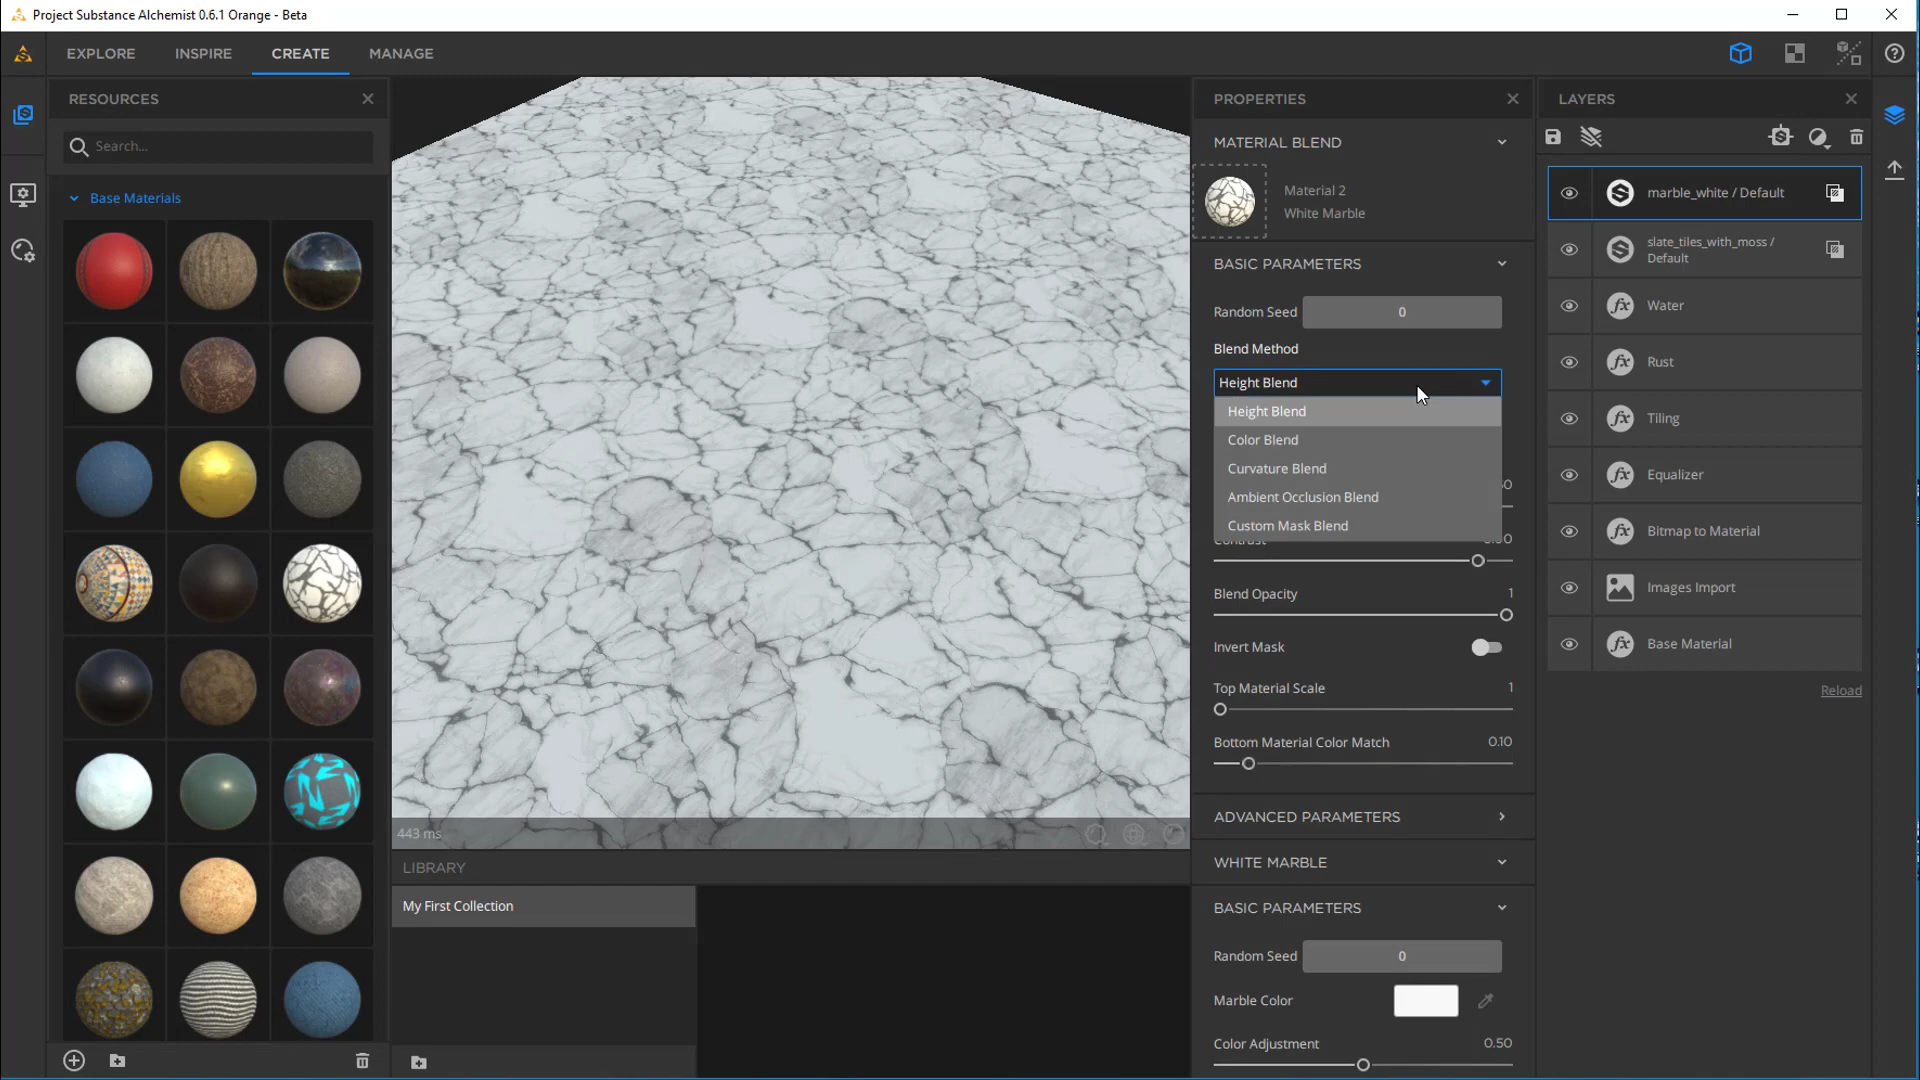 Project Substance Alchemist 0.6.1 Orange - Beta
EXPLORE
INSPIRE
CREATE
MANAGE
RESOURCES
Search...
Base Materials
443 ms
LIBRARY
My First Collection
PROPERTIES
MATERIAL BLEND
Material 2
White Marble
BASIC PARAMETERS
Random Seed
0
Blend Method
Height Blend
Height Blend
Color Blend
Curvature Blend
Ambient Occlusion Blend
Custom Mask Blend
Contrast
Blend Opacity
1
Invert Mask
Top Material Scale
1
Bottom Material Color Match
0.10
ADVANCED PARAMETERS
WHITE MARBLE
BASIC PARAMETERS
Random Seed
0
Marble Color
Color Adjustment
0.50
LAYERS
marble_white / Default
slate_tiles_with_moss /
Default
Water
Rust
Tiling
Equalizer
Bitmap to Material
Images Import
Base Material
Reload